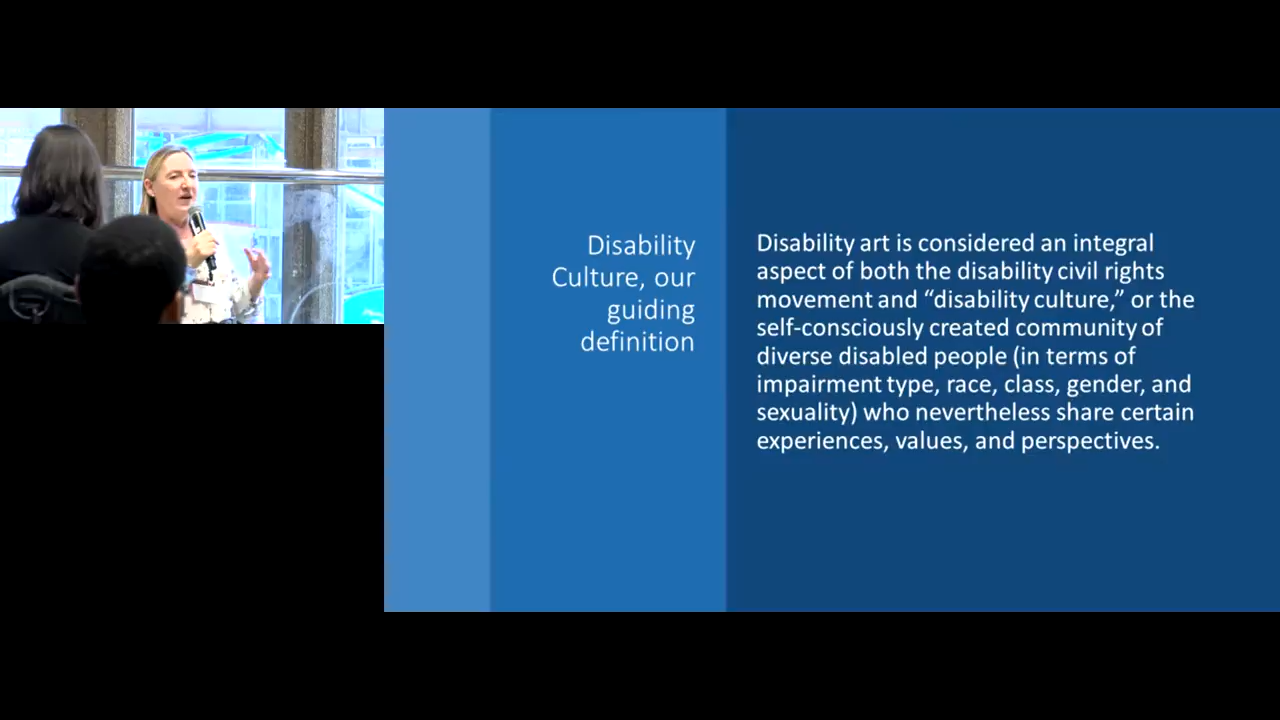 Disability
Culture, our
guiding
definition
Disability art is considered an integral
aspect of both the disability civil rights
movement and “disability culture,” or the
self-consciously created community of
diverse disabled people (in terms of
impairment type, race, class, gender, and
sexuality) who nevertheless share certain
experiences, values, and perspectives.